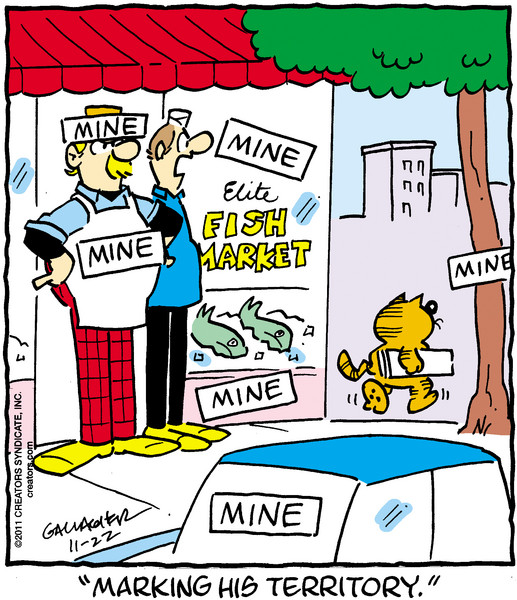 MINE
MINE
MINE
Elite
FISH
MARKET
MINE
MINE
MINE
©2011 CREATORS SYNDICATE, INC.
creators.com
GALLAGHER
11-22
"MARKING HIS TERRITORY."